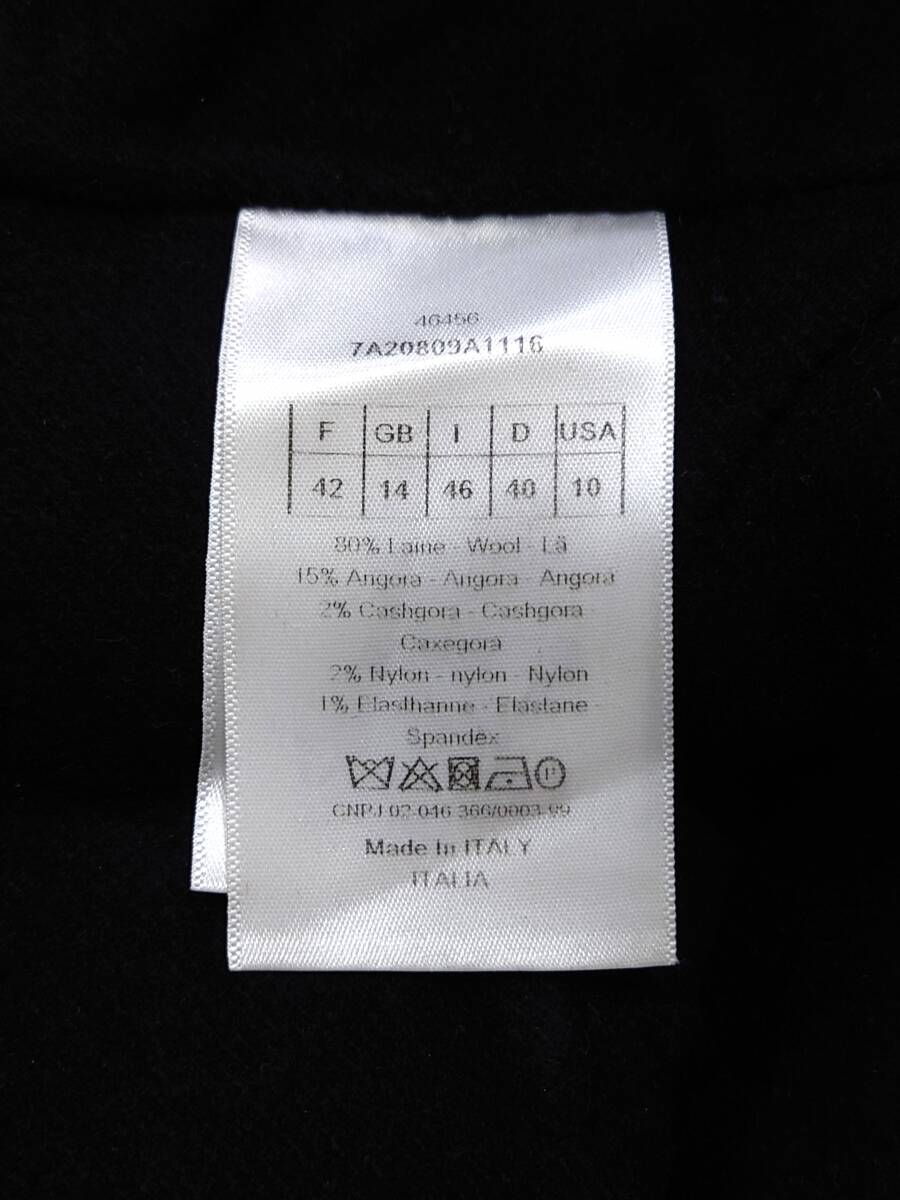 46456
7A20809A1116
F GB I D USA
42 14 46 40 10
80% Laine - Wool - Lã
15% Angora - Angora - Angora
2% Cashgora - Cashgora
Caxegora
2% Nylon - nylon - Nylon
1% Elasthanne - Elastane -
Spandex
P
CNPJ 02-046 366/0003-99
Made in ITALY
ITALIA